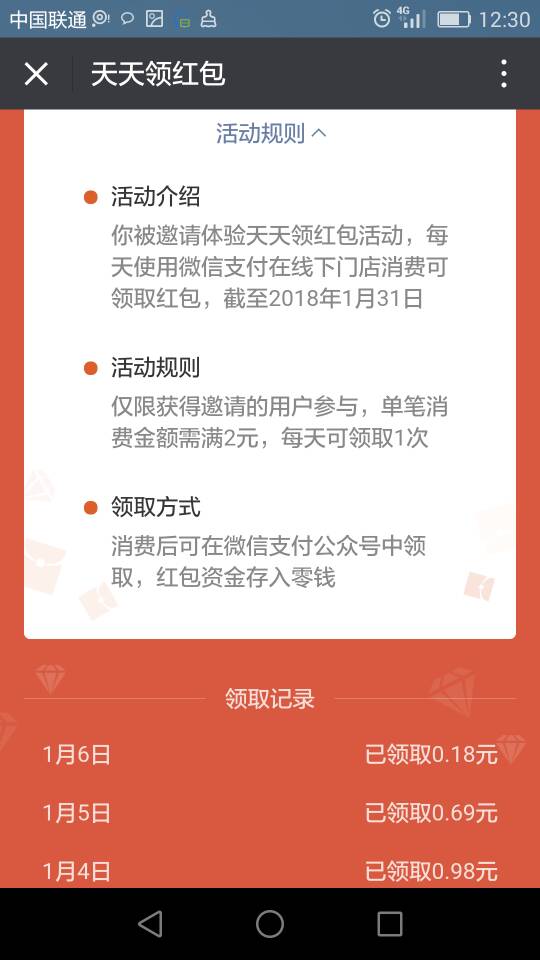 中国联通 4G 12:30
天天领红包
活动规则
活动介绍
你被邀请体验天天领红包活动，每
天使用微信支付在线下门店消费可
领取红包，截至2018年1月31日
活动规则
仅限获得邀请的用户参与，单笔消
费金额需满2元，每天可领取1次
领取方式
消费后可在微信支付公众号中领
取，红包资金存入零钱
领取记录
1月6日 已领取0.18元
1月5日 已领取0.69元
1月4日 已领取0.98元